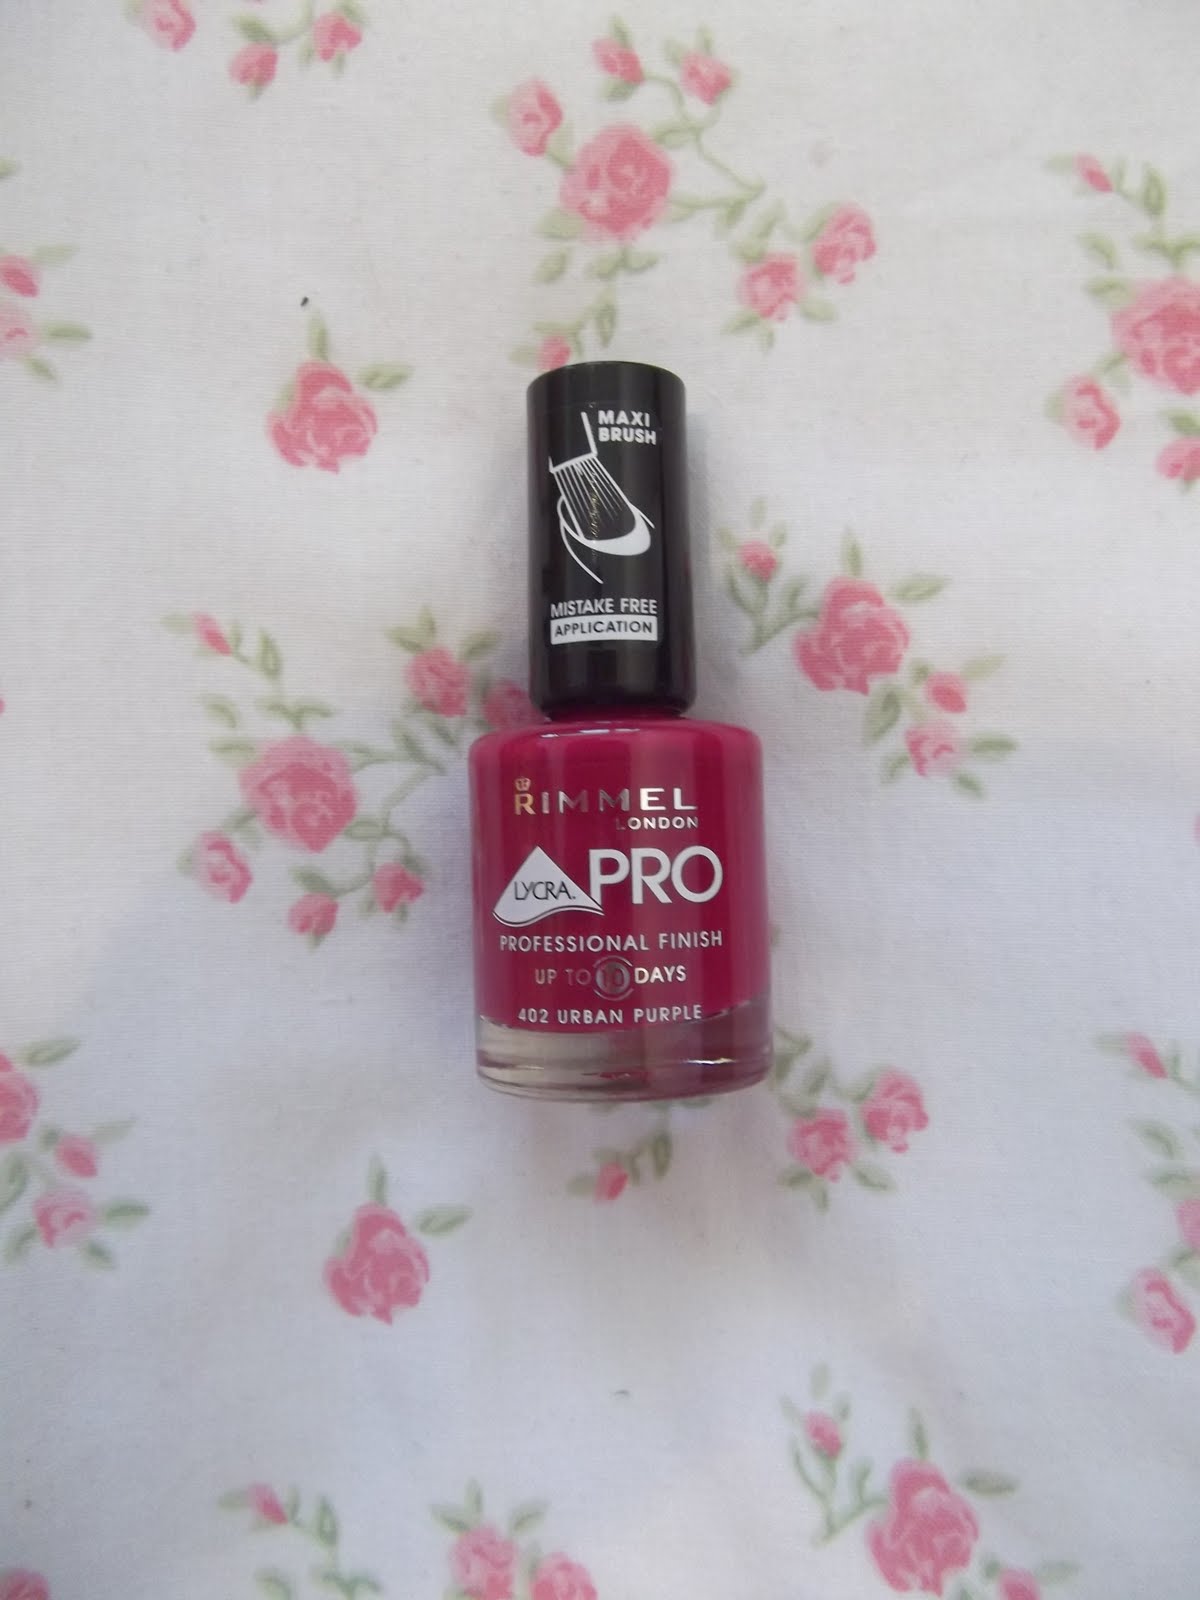 MAXI
BRUSH
MISTAKE FREE
APPLICATION
RIMMEL
LONDON
LYCRA PRO
PROFESSIONAL FINISH
UP TO 10 DAYS
402 URBAN PURPLE